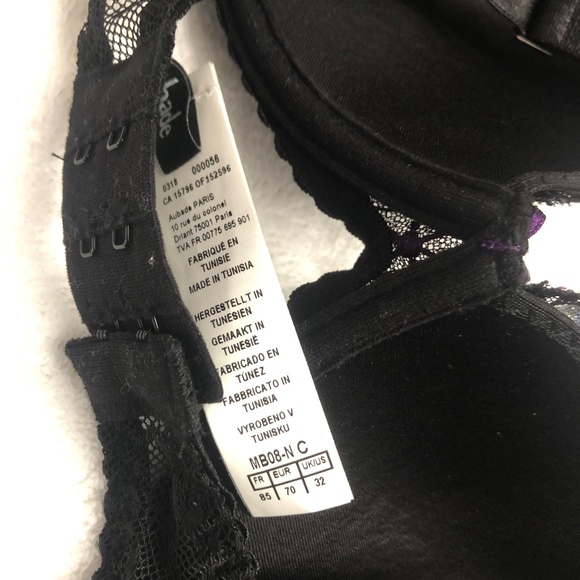 bade
0318 000056
CA 15796 OF152596
Aubade PARIS
10 rue du colonel
Driant 75001 Paris
TVA FR 00775 695 901
FABRIQUÉ EN
TUNISIE
MADE IN TUNISIA
HERGESTELLT IN
TUNESIEN
GEMAAKT IN
TUNESIË
FABRICADO EN
TÚNEZ
FABBRICATO IN
TUNISIA
VYROBENO V
TUNISKU
MB08-N C
FR EUR UK/US
85 70 32